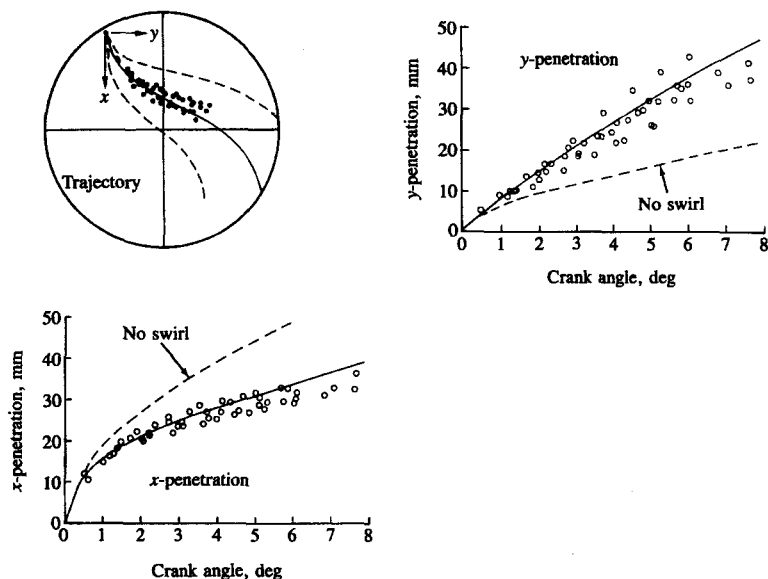 y
x
Trajectory
y-penetration, mm
50
40
30
20
10
0
y-penetration
No swirl
0 1 2 3 4 5 6 7 8
Crank angle, deg
x-penetration, mm
50
40
30
20
10
0
No swirl
x-penetration
0 1 2 3 4 5 6 7 8
Crank angle, deg